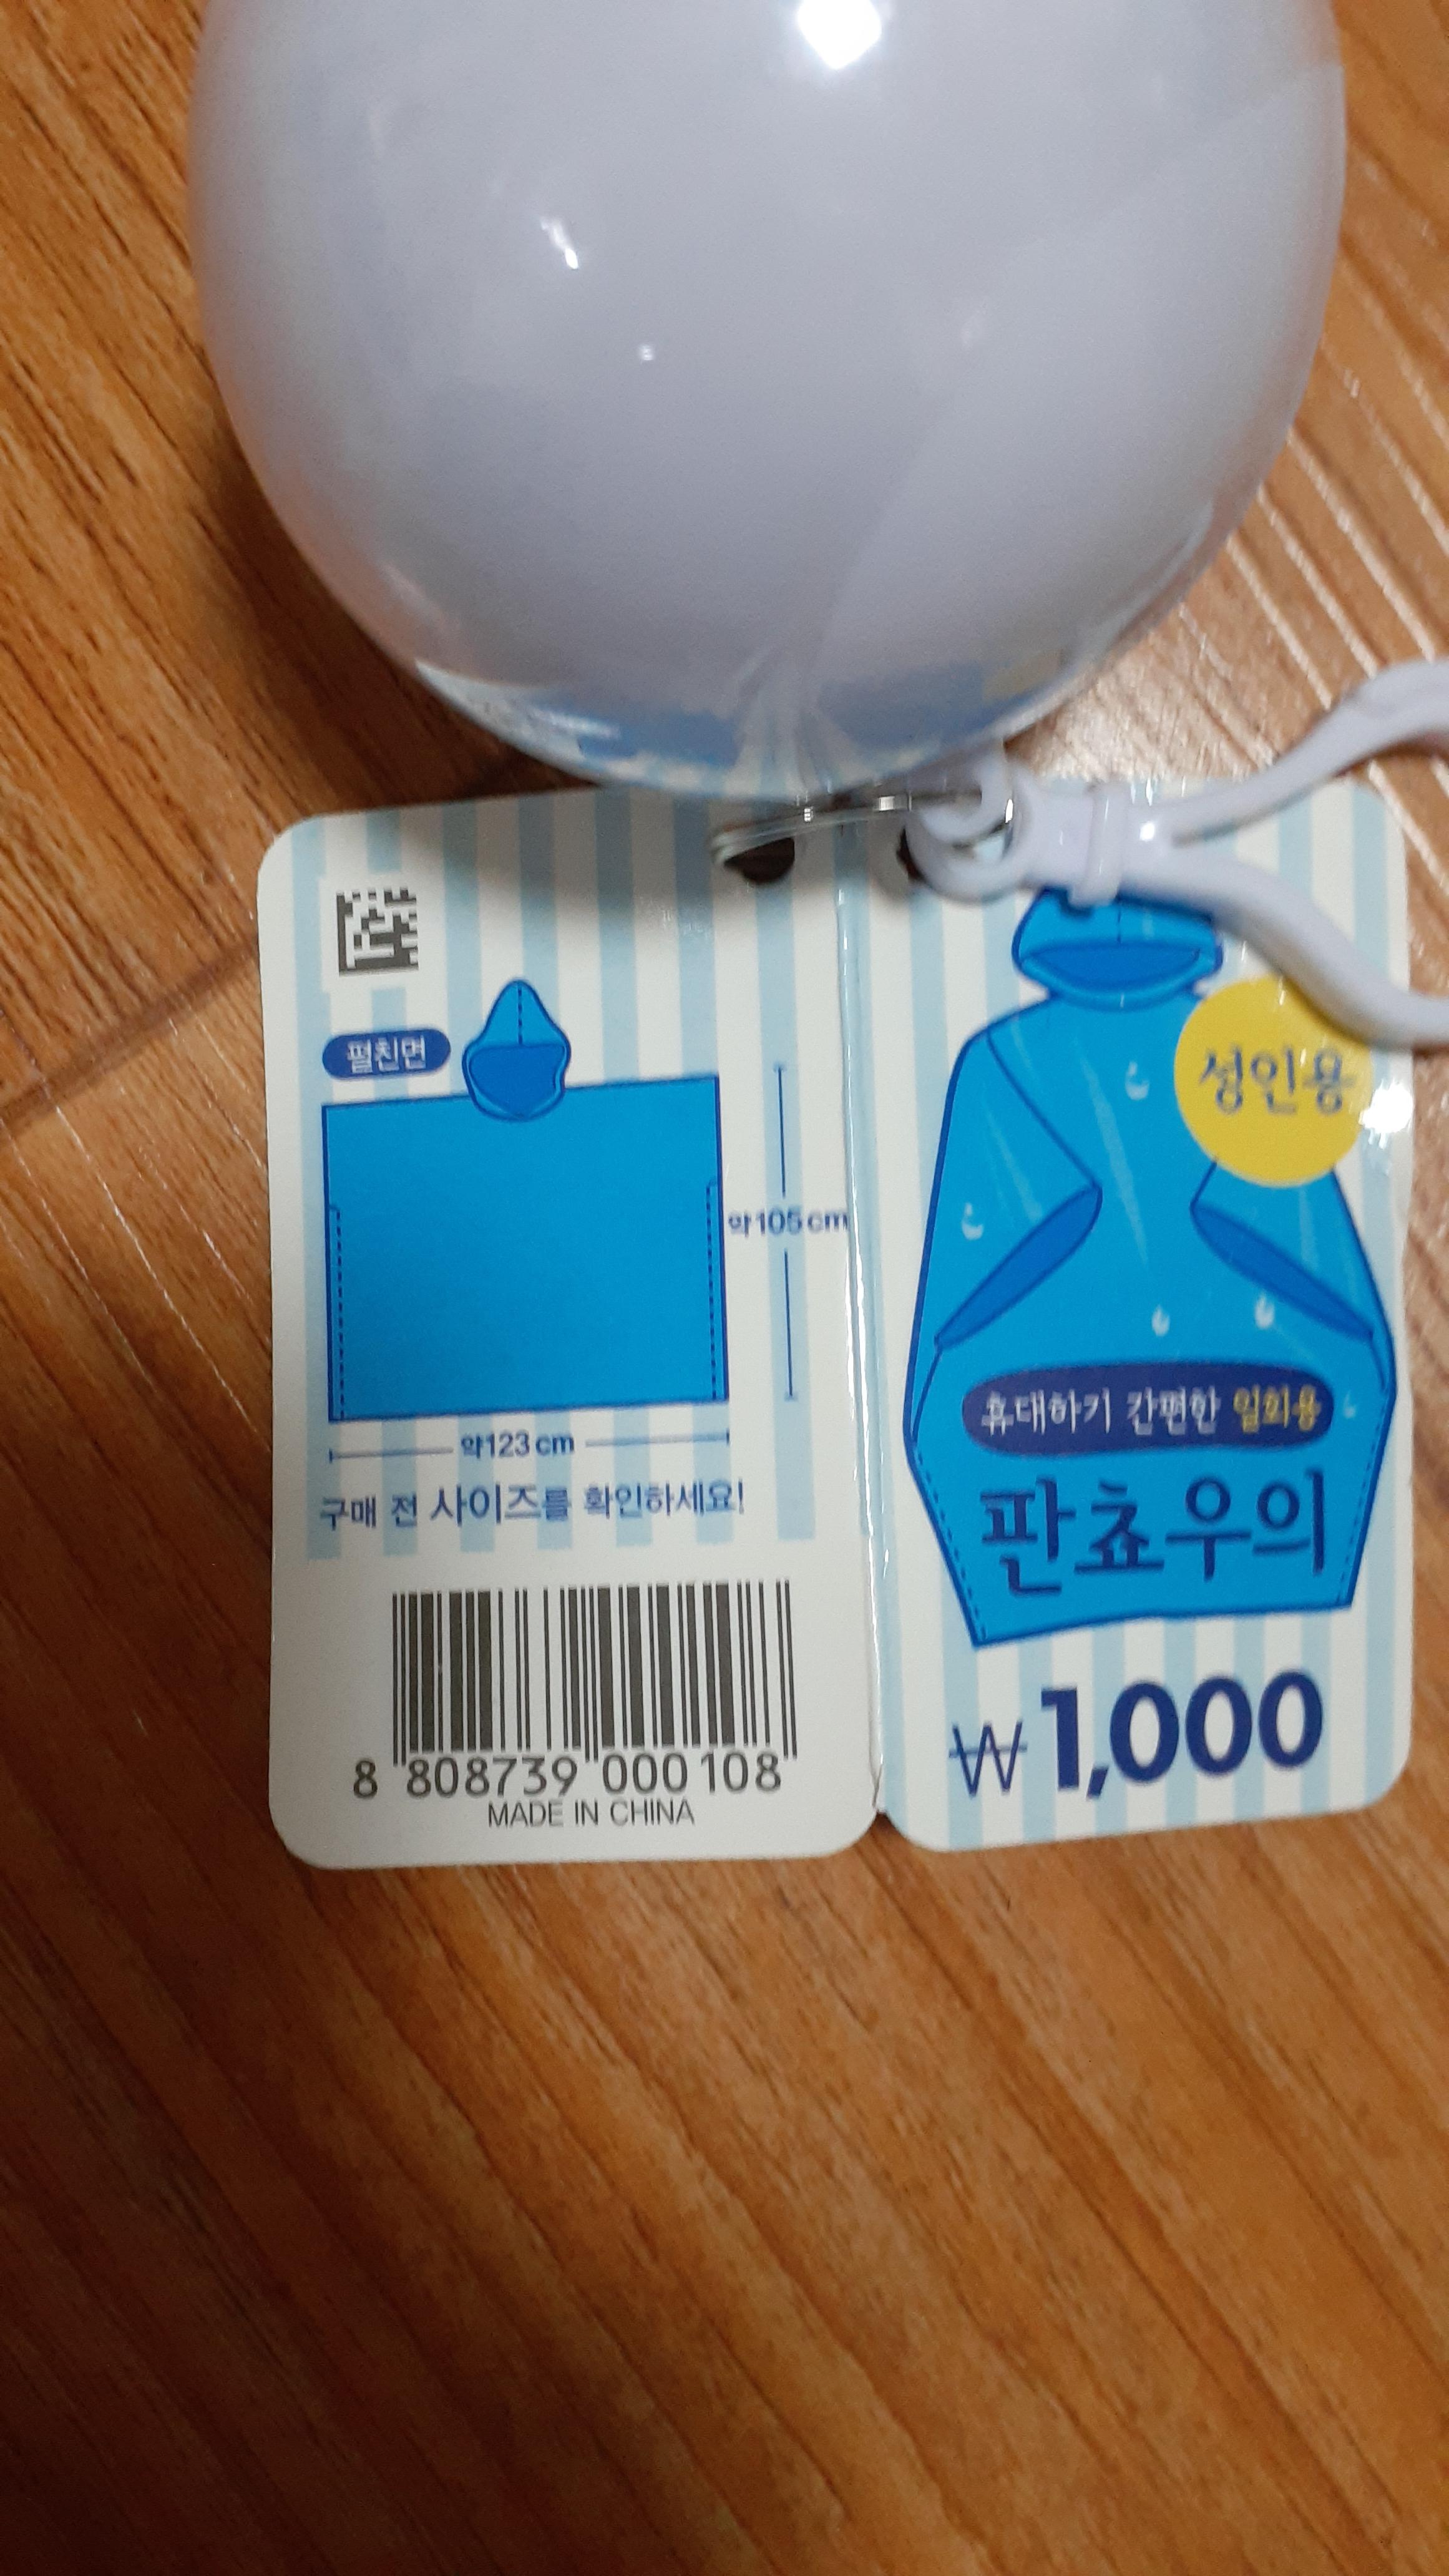 펼친면
약105cm
약123cm
구매 전 사이즈를 확인하세요!
8 808739 000108
MADE IN CHINA
성인용
휴대하기 간편한 일회용
판쵸우의
₩1,000